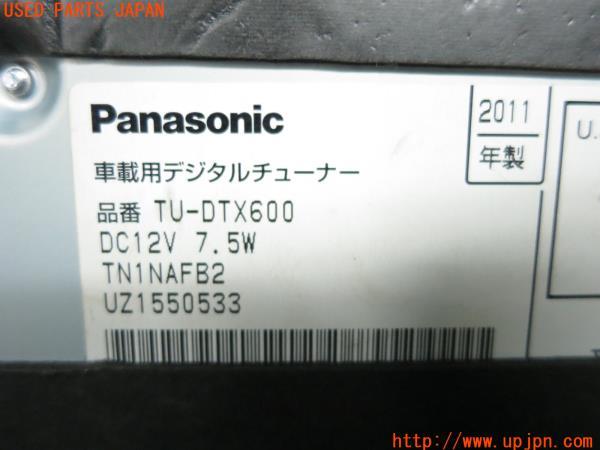 USED PARTS JAPAN
Panasonic
2011
年製
車載用デジタルチューナー
品番 TU-DTX600
DC12V 7.5W
TN1NAFB2
UZ1550533
U.
http://www.upjpn.com/